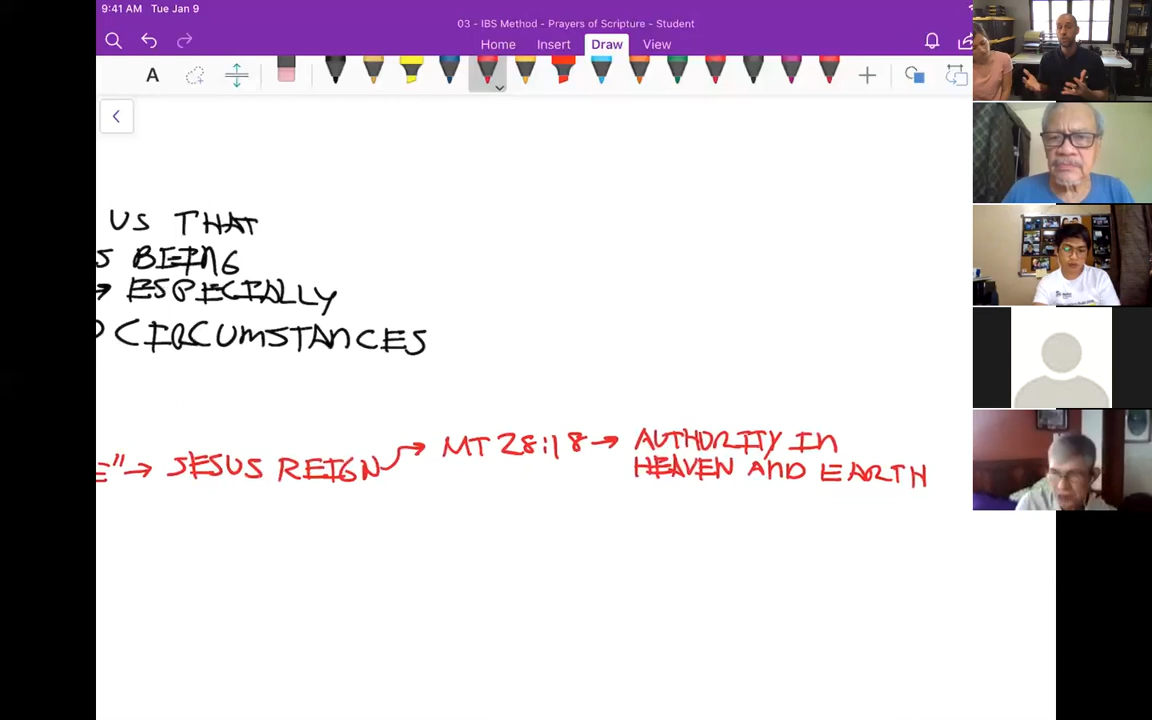 9:41 AM Tue Jan 9
03 - IBS Method - Prayers of Scripture - Student
Home Insert Draw View
A
US THAT
S BEING
→ ESPECIALLY
CIRCUMSTANCES
E" → JESUS REIGN → MT 28:18 → AUTHORITY IN
HEAVEN AND EARTH